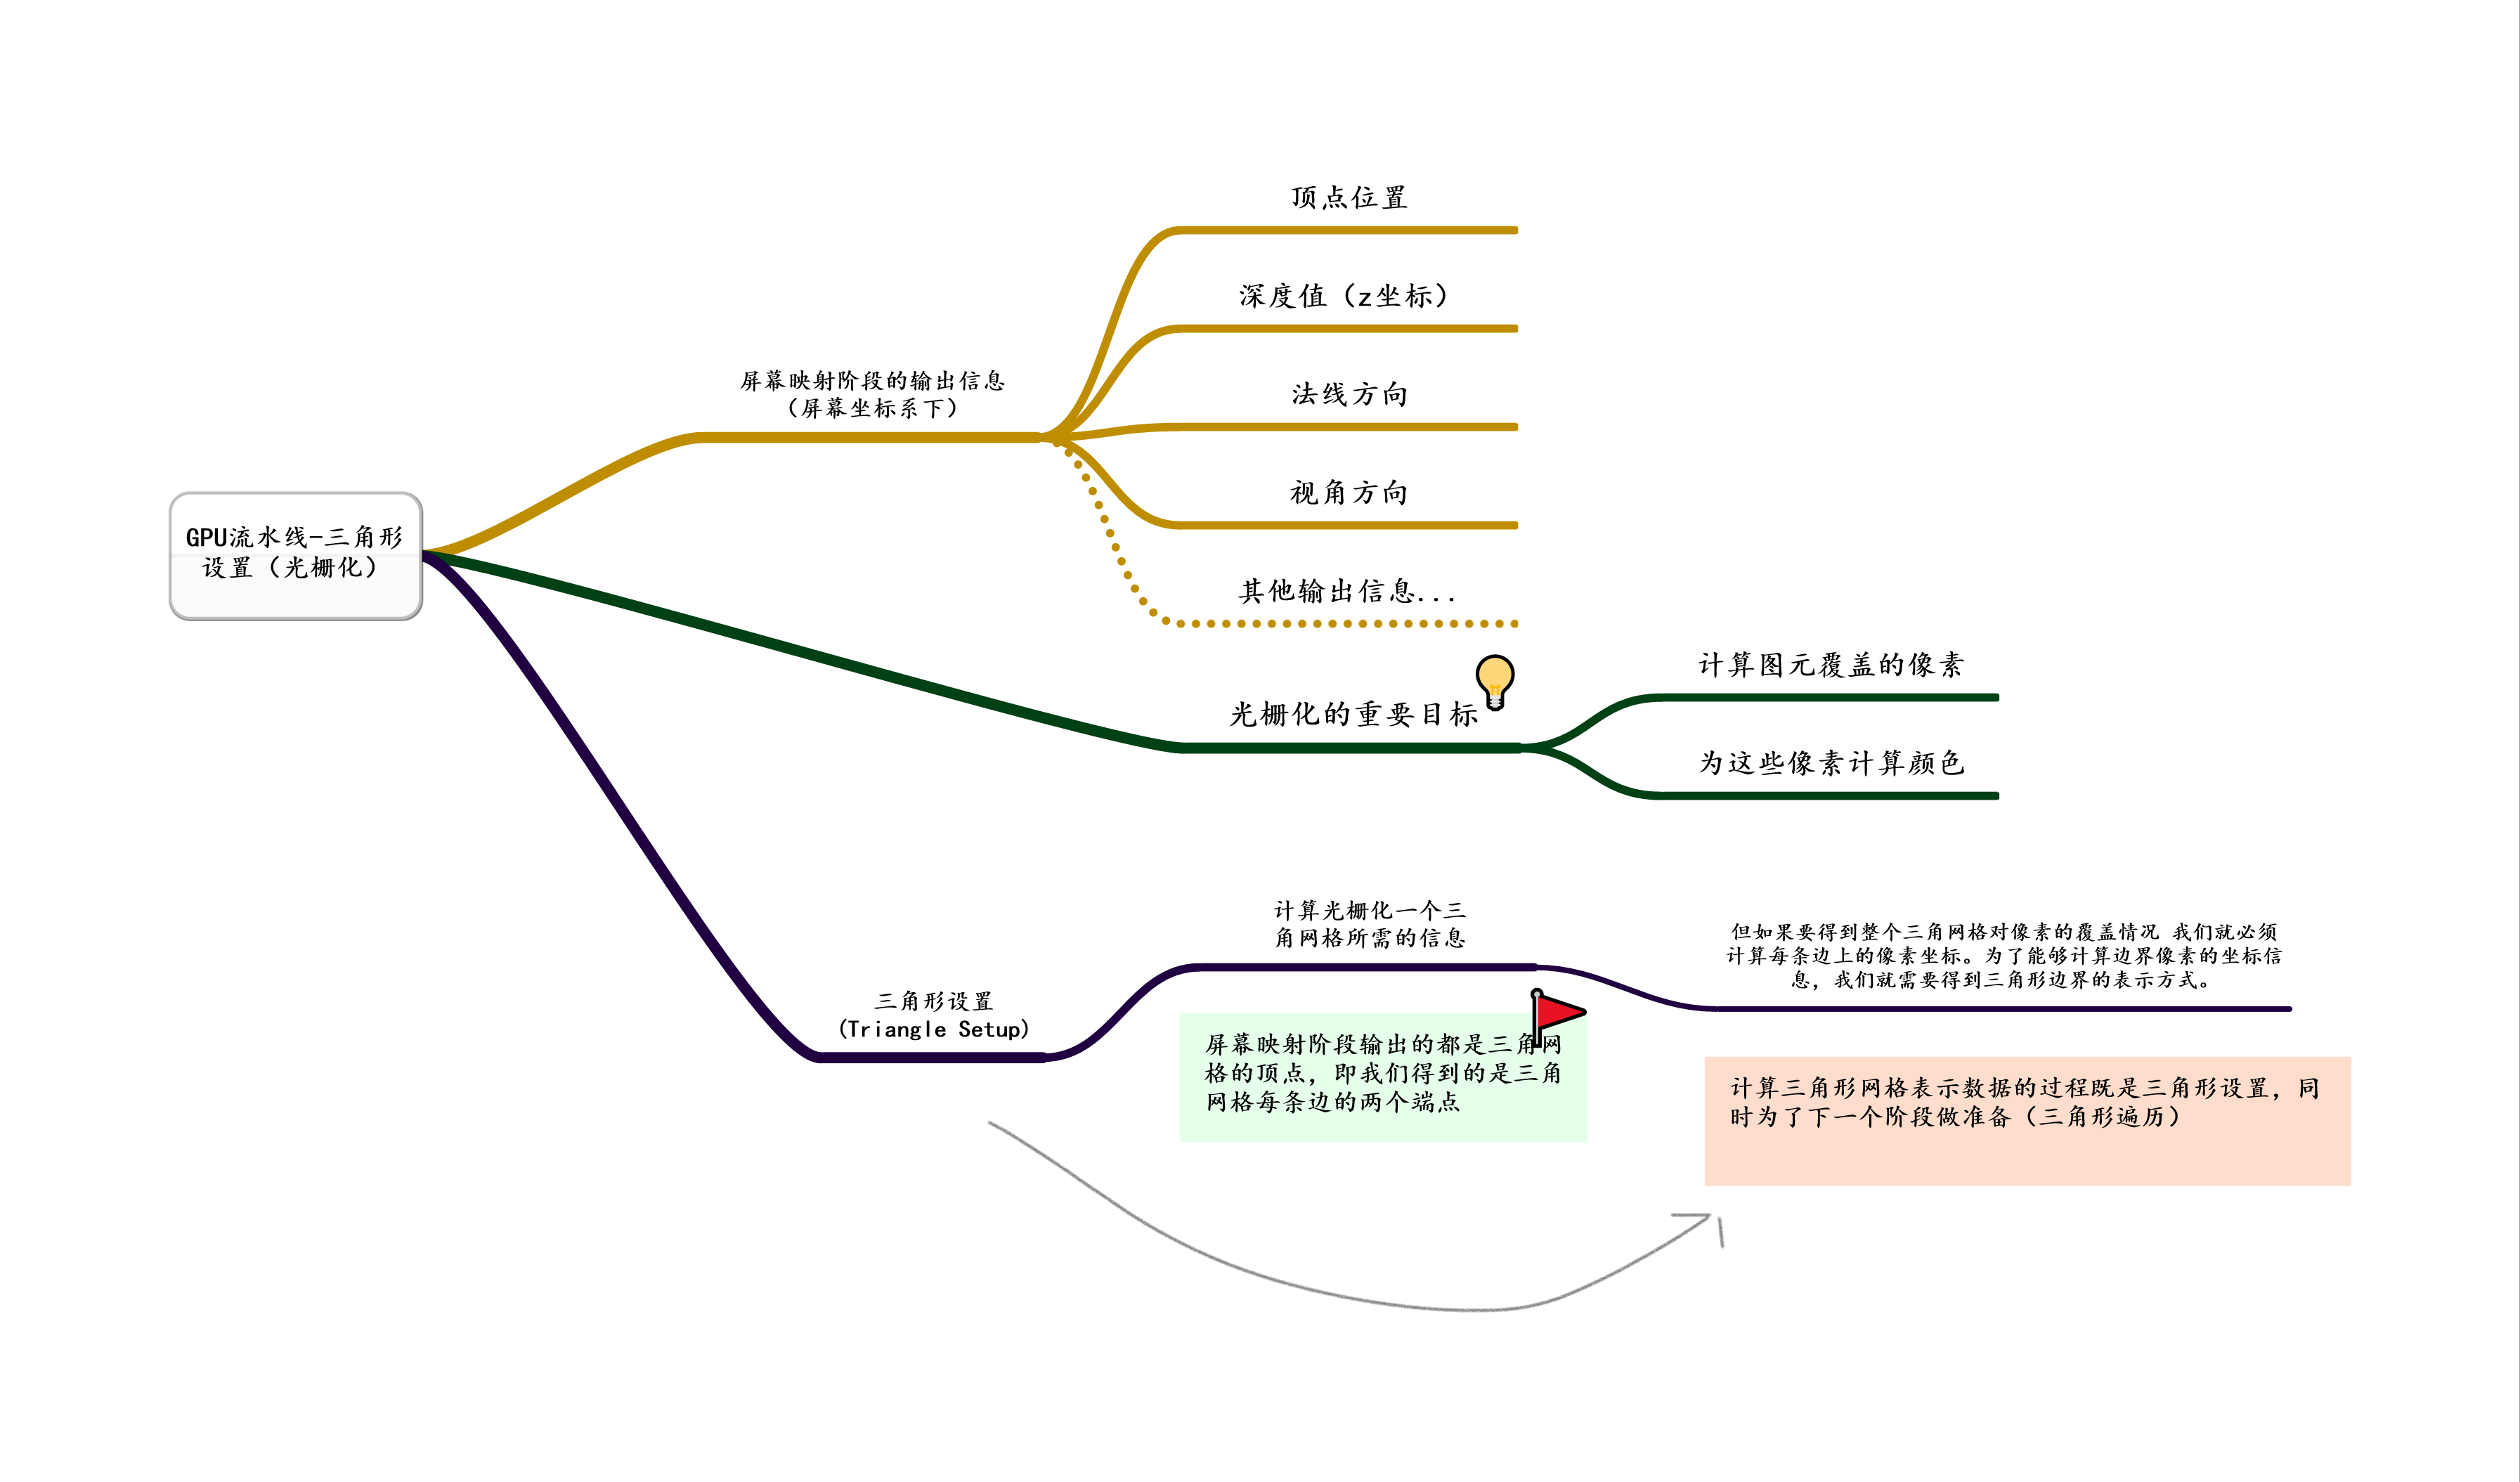 GPU流水线-三角形
设置（光栅化）
屏幕映射阶段的输出信息
（屏幕坐标系下）
顶点位置
深度值（z坐标）
法线方向
视角方向
其他输出信息...
光栅化的重要目标
计算图元覆盖的像素
为这些像素计算颜色
三角形设置
(Triangle Setup)
计算光栅化一个三
角网格所需的信息
屏幕映射阶段输出的都是三角网
格的顶点，即我们得到的是三角
网格每条边的两个端点
但如果要得到整个三角网格对像素的覆盖情况 我们就必须
计算每条边上的像素坐标。为了能够计算边界像素的坐标信
息，我们就需要得到三角形边界的表示方式。
计算三角形网格表示数据的过程既是三角形设置，同
时为了下一个阶段做准备（三角形遍历）